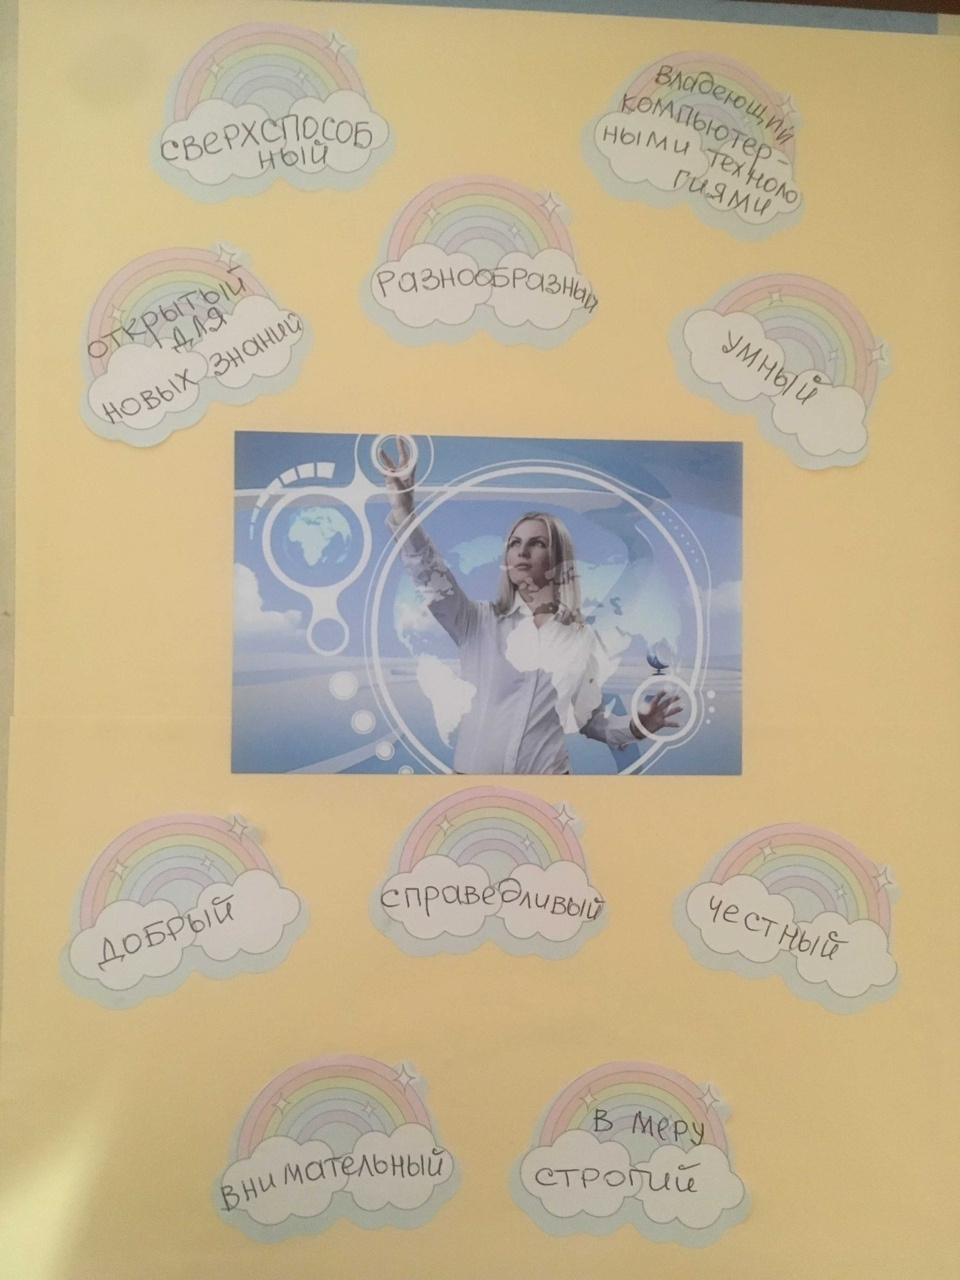 СВЕРХСПОСОБ
НЫЙ
ВЛАДЕЮЩИЙ
КОМПЬЮТЕР-
НЫМИ ТЕХНОЛО
ГИЯМИ
РАЗНООБРАЗНЫЙ
ОТКРЫТЫЙ
ДЛЯ
НОВЫХ ЗНАНИЙ
УМНЫЙ
ДОБРЫЙ
СПРАВЕДЛИВЫЙ
ЧЕСТНЫЙ
ВНИМАТЕЛЬНЫЙ
В МЕРУ
СТРОГИЙ